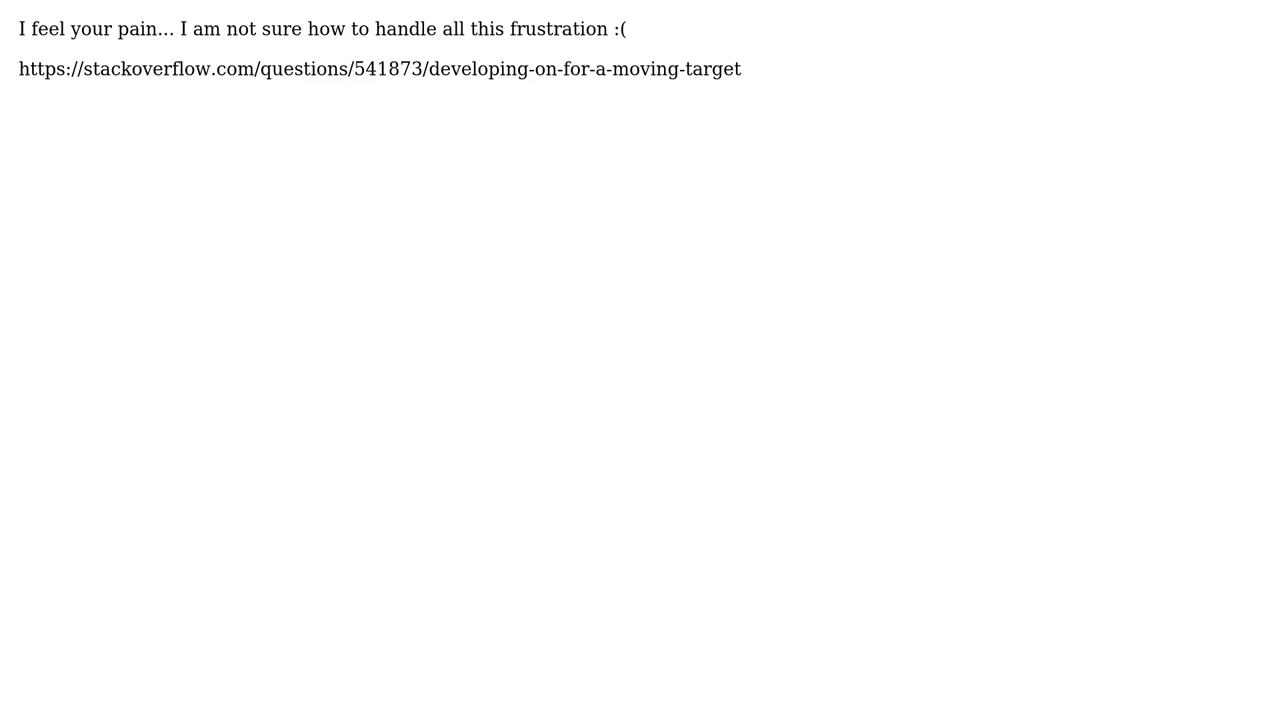 I feel your pain... I am not sure how to handle all this frustration :(
https://stackoverflow.com/questions/541873/developing-on-for-a-moving-target